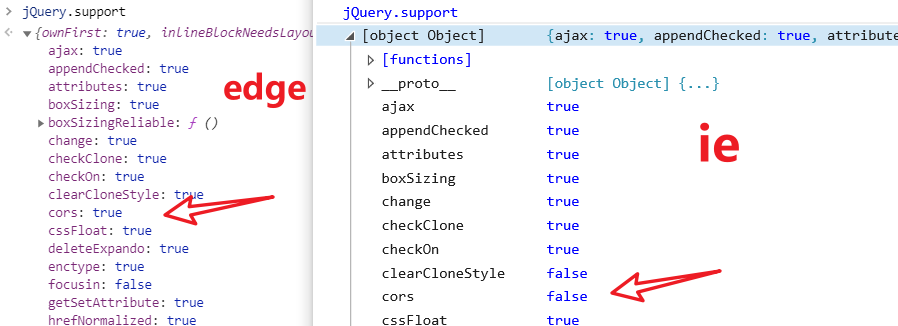 jQuery.support
{ownFirst: true, inlineBlockNeedsLayou
ajax: true
appendChecked: true
attributes: true
boxSizing: true
boxSizingReliable: ƒ ()
change: true
checkClone: true
checkOn: true
clearCloneStyle: true
cors: true
cssFloat: true
deleteExpando: true
enctype: true
focusin: false
getSetAttribute: true
hrefNormalized: true
edge
jQuery.support
[object Object] {ajax: true, appendChecked: true, attribute
[functions]
__proto__ [object Object] {...}
ajax true
appendChecked true
attributes true
boxSizing true
change true
checkClone true
checkOn true
clearCloneStyle false
cors false
cssFloat true
ie